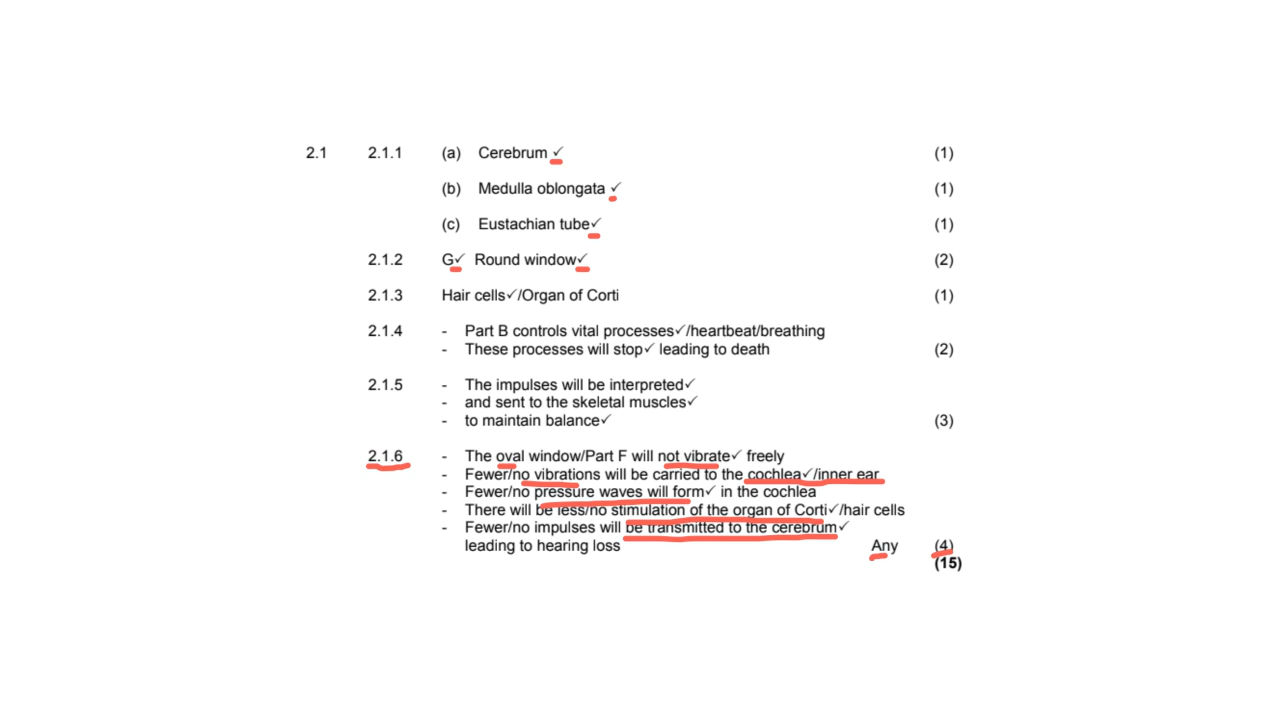 2.1 2.1.1 (a) Cerebrum ✓ (1)
(b) Medulla oblongata ✓ (1)
(c) Eustachian tube✓ (1)
2.1.2 G✓ Round window✓ (2)
2.1.3 Hair cells✓/Organ of Corti (1)
2.1.4 - Part B controls vital processes✓/heartbeat/breathing
- These processes will stop✓ leading to death (2)
2.1.5 - The impulses will be interpreted✓
- and sent to the skeletal muscles✓
- to maintain balance✓ (3)
2.1.6 - The oval window/Part F will not vibrate✓ freely
- Fewer/no vibrations will be carried to the cochlea✓/inner ear
- Fewer/no pressure waves will form✓ in the cochlea
- There will be less/no stimulation of the organ of Corti✓/hair cells
- Fewer/no impulses will be transmitted to the cerebrum✓
leading to hearing loss Any (4)
(15)